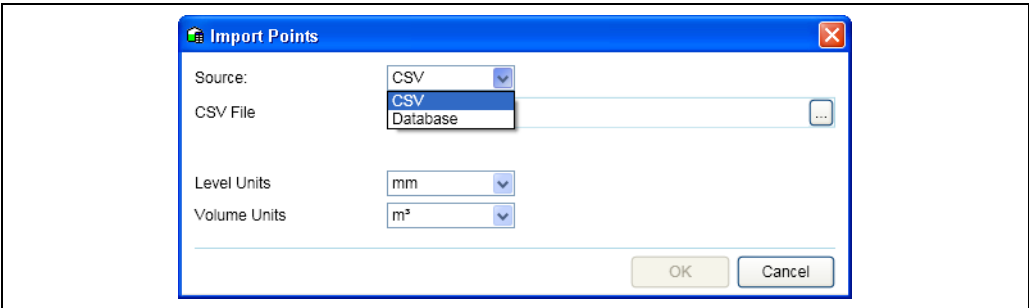 Import Points
Source:
CSV
CSV
Database
CSV File
...
Level Units
mm
Volume Units
m³
OK
Cancel